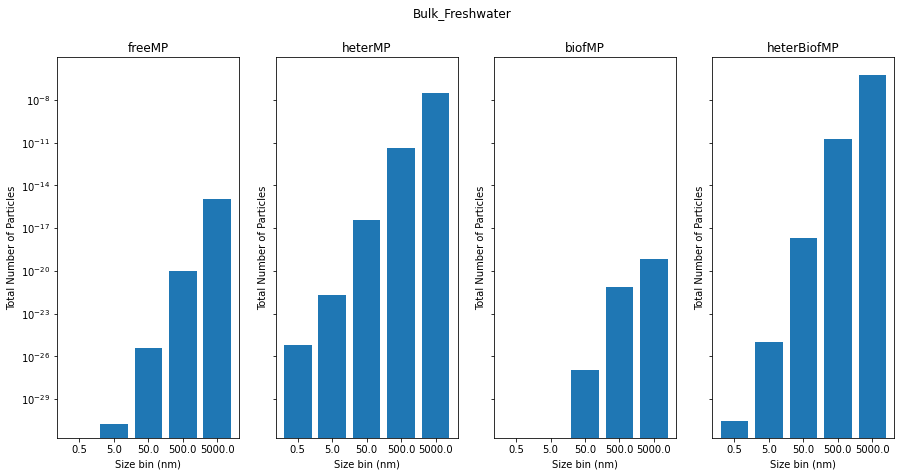 Bulk_Freshwater
freeMP
heterMP
biofMP
heterBiofMP
Total Number of Particles
10⁻⁸
10⁻¹¹
10⁻¹⁴
10⁻¹⁷
10⁻²⁰
10⁻²³
10⁻²⁶
10⁻²⁹
Total Number of Particles
Total Number of Particles
Total Number of Particles
0.5 5.0 50.0 500.0 5000.0
0.5 5.0 50.0 500.0 5000.0
0.5 5.0 50.0 500.0 5000.0
0.5 5.0 50.0 500.0 5000.0
Size bin (nm)
Size bin (nm)
Size bin (nm)
Size bin (nm)